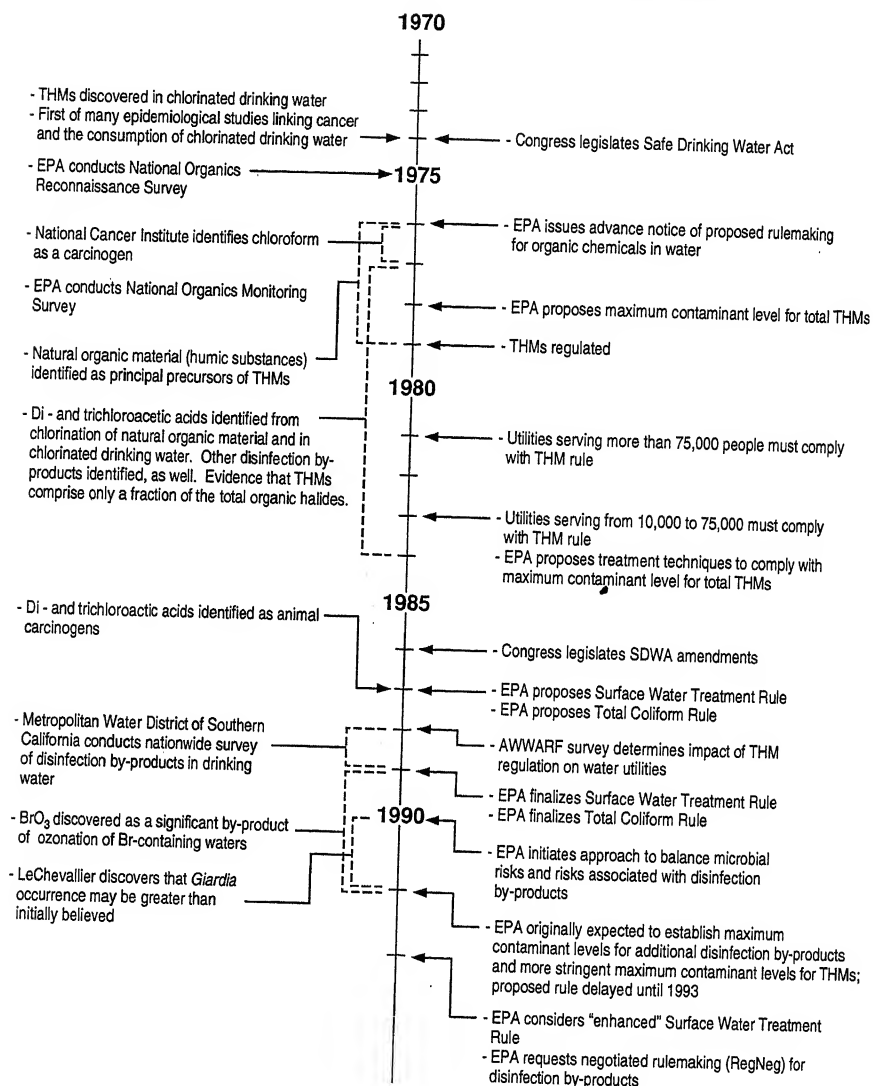 1970
- THMs discovered in chlorinated drinking water
- First of many epidemiological studies linking cancer
and the consumption of chlorinated drinking water
- Congress legislates Safe Drinking Water Act
- EPA conducts National Organics
Reconnaissance Survey
1975
- EPA issues advance notice of proposed rulemaking
for organic chemicals in water
- National Cancer Institute identifies chloroform
as a carcinogen
- EPA conducts National Organics Monitoring
Survey
- EPA proposes maximum contaminant level for total THMs
- THMs regulated
- Natural organic material (humic substances)
identified as principal precursors of THMs
1980
- Di - and trichloroacetic acids identified from
chlorination of natural organic material and in
chlorinated drinking water. Other disinfection by-
products identified, as well. Evidence that THMs
comprise only a fraction of the total organic halides.
- Utilities serving more than 75,000 people must comply
with THM rule
- Utilities serving from 10,000 to 75,000 must comply
with THM rule
- EPA proposes treatment techniques to comply with
maximum contaminant level for total THMs
1985
- Di - and trichloroactic acids identified as animal
carcinogens
- Congress legislates SDWA amendments
- EPA proposes Surface Water Treatment Rule
- EPA proposes Total Coliform Rule
- Metropolitan Water District of Southern
California conducts nationwide survey
of disinfection by-products in drinking
water
- AWWARF survey determines impact of THM
regulation on water utilities
- EPA finalizes Surface Water Treatment Rule
- EPA finalizes Total Coliform Rule
1990
- BrO3 discovered as a significant by-product
of ozonation of Br-containing waters
- EPA initiates approach to balance microbial
risks and risks associated with disinfection
by-products
- LeChevallier discovers that Giardia
occurrence may be greater than
initially believed
- EPA originally expected to establish maximum
contaminant levels for additional disinfection by-products
and more stringent maximum contaminant levels for THMs;
proposed rule delayed until 1993
- EPA considers "enhanced" Surface Water Treatment
Rule
- EPA requests negotiated rulemaking (RegNeg) for
disinfection by-products